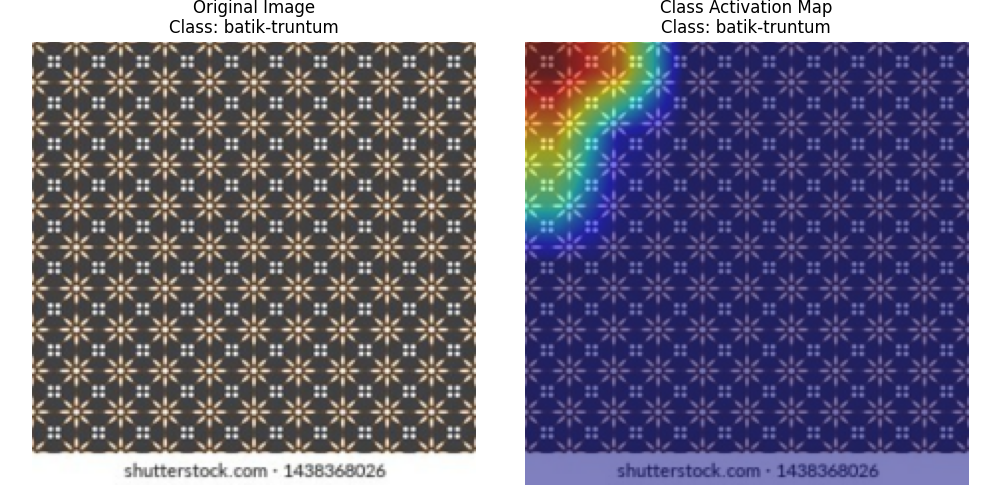 Original Image
Class: batik-truntum
Class Activation Map
Class: batik-truntum
shutterstock.com · 1438368026
shutterstock.com · 1438368026